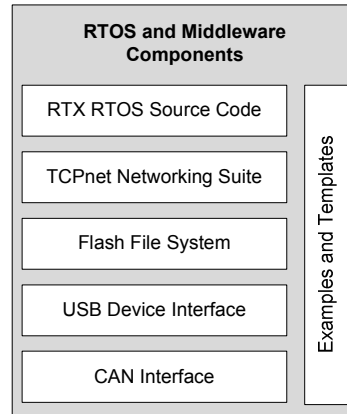 RTOS and Middleware
Components
RTX RTOS Source Code
TCPnet Networking Suite
Flash File System
USB Device Interface
CAN Interface
Examples and Templates